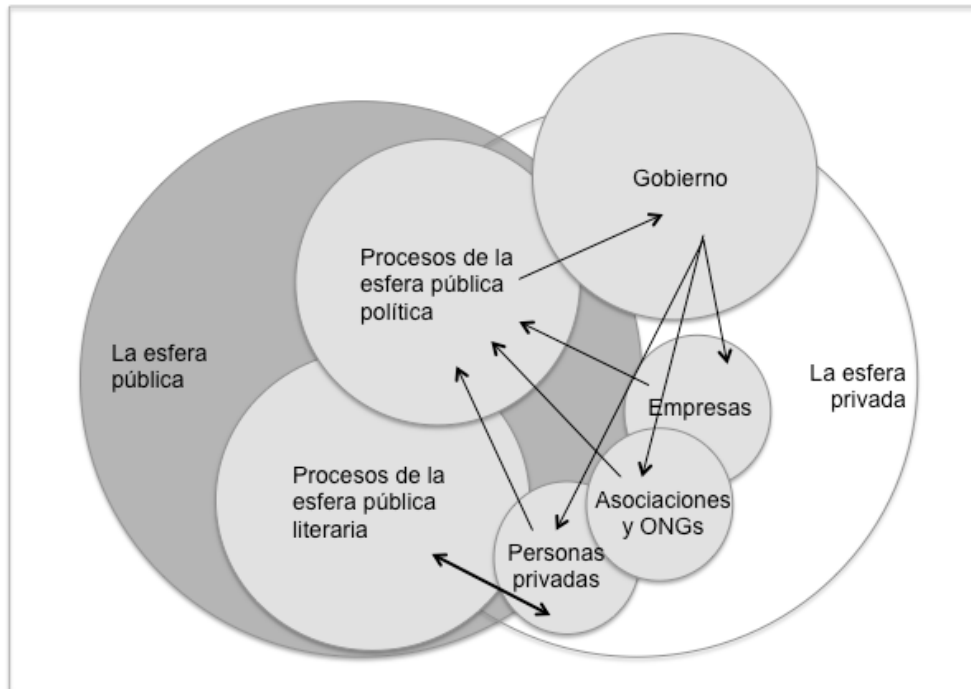 Gobierno
Procesos de la
esfera pública
política
La esfera
pública
La esfera
privada
Empresas
Procesos de la
esfera pública
literaria
Asociaciones
y ONGs
Personas
privadas